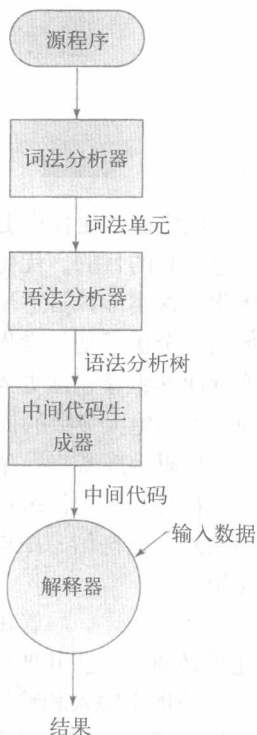 源程序
词法分析器
词法单元
语法分析器
语法分析树
中间代码生
成器
中间代码
输入数据
解释器
结果